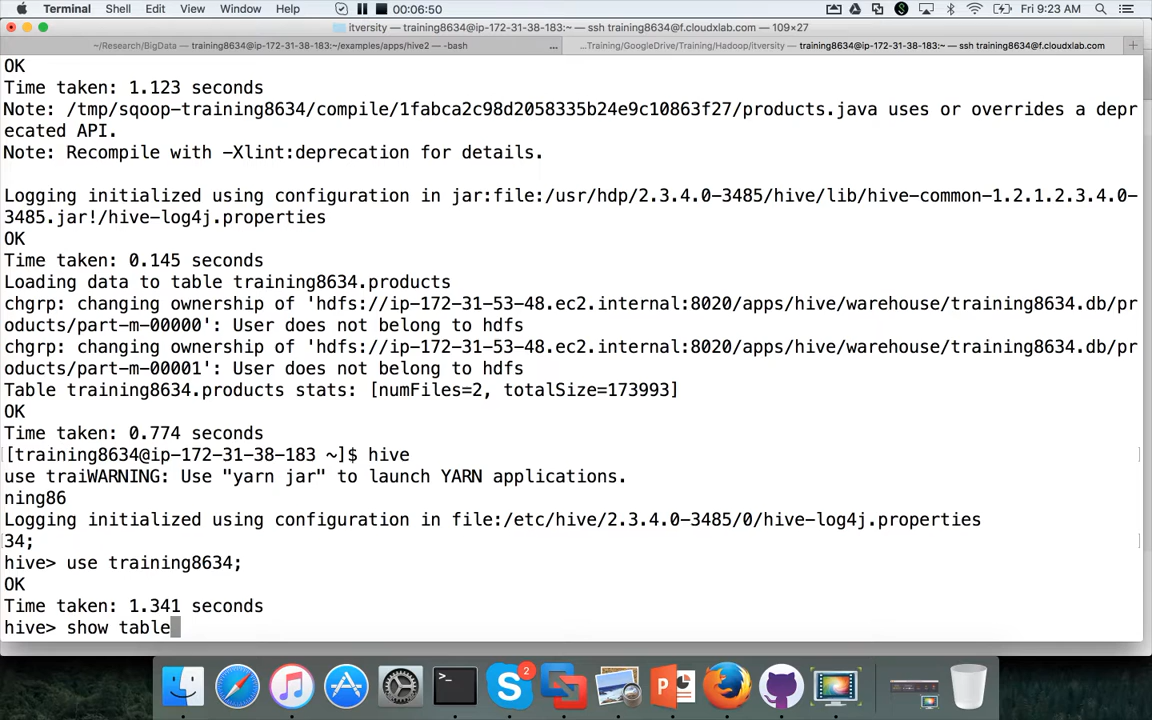 Terminal Shell Edit View Window Help 00:06:50 Fri 9:23 AM
itversity — training8634@ip-172-31-38-183:~ — ssh training8634@f.cloudxlab.com — 109×27
~/Research/BigData — training8634@ip-172-31-38-183:~/examples/apps/hive2 — -bash ... ...Training/GoogleDrive/Training/Hadoop/itversity — training8634@ip-172-31-38-183:~ — ssh training8634@f.cloudxlab.com +
OK
Time taken: 1.123 seconds
Note: /tmp/sqoop-training8634/compile/1fabca2c98d2058335b24e9c10863f27/products.java uses or overrides a depr
ecated API.
Note: Recompile with -Xlint:deprecation for details.
Logging initialized using configuration in jar:file:/usr/hdp/2.3.4.0-3485/hive/lib/hive-common-1.2.1.2.3.4.0-
3485.jar!/hive-log4j.properties
OK
Time taken: 0.145 seconds
Loading data to table training8634.products
chgrp: changing ownership of 'hdfs://ip-172-31-53-48.ec2.internal:8020/apps/hive/warehouse/training8634.db/pr
oducts/part-m-00000': User does not belong to hdfs
chgrp: changing ownership of 'hdfs://ip-172-31-53-48.ec2.internal:8020/apps/hive/warehouse/training8634.db/pr
oducts/part-m-00001': User does not belong to hdfs
Table training8634.products stats: [numFiles=2, totalSize=173993]
OK
Time taken: 0.774 seconds
[training8634@ip-172-31-38-183 ~]$ hive
use traiWARNING: Use "yarn jar" to launch YARN applications.
ning86
Logging initialized using configuration in file:/etc/hive/2.3.4.0-3485/0/hive-log4j.properties
34;
hive> use training8634;
OK
Time taken: 1.341 seconds
hive> show table
2